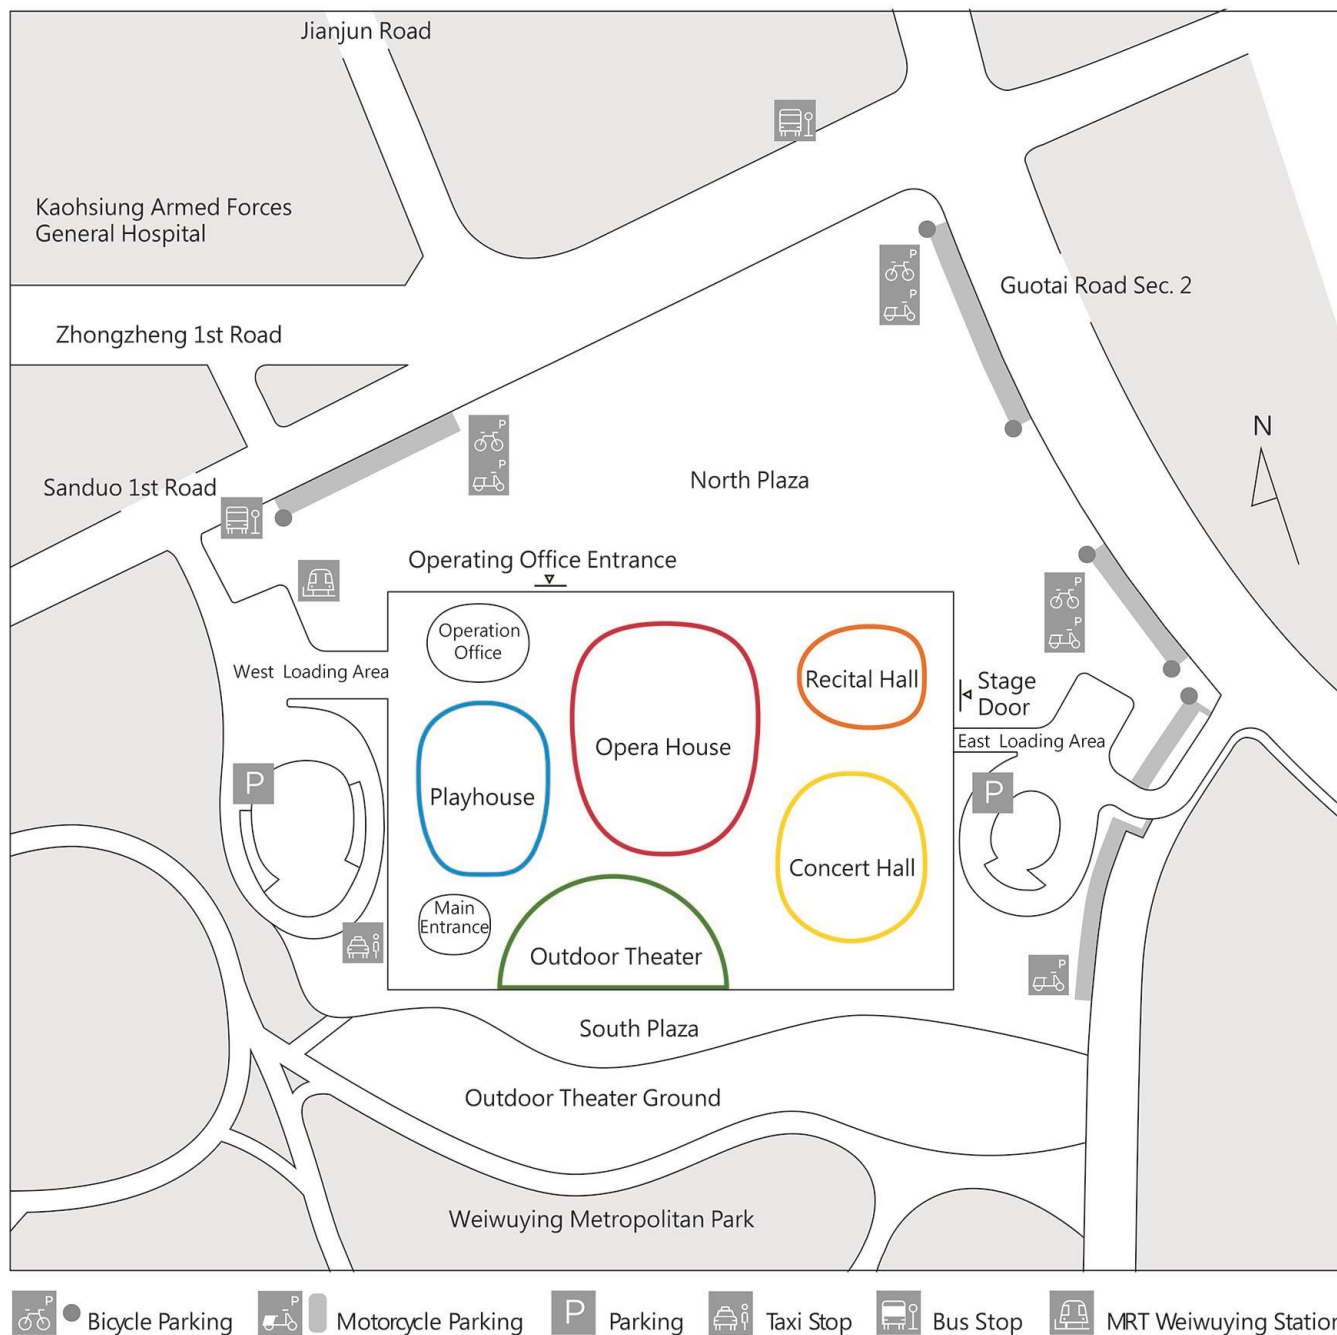 Jianjun Road
Kaohsiung Armed Forces
General Hospital
Guotai Road Sec. 2
Zhongzheng 1st Road
N
Sanduo 1st Road
North Plaza
Operating Office Entrance
Operation
Office
West Loading Area
Recital Hall
Stage
Door
Opera House
East Loading Area
P
P
Playhouse
Concert Hall
Main
Entrance
Outdoor Theater
South Plaza
Outdoor Theater Ground
Weiwuying Metropolitan Park
P
P
P
P
P
P
P
P Bicycle Parking
P Motorcycle Parking
P Parking
Taxi Stop
Bus Stop
MRT Weiwuying Station